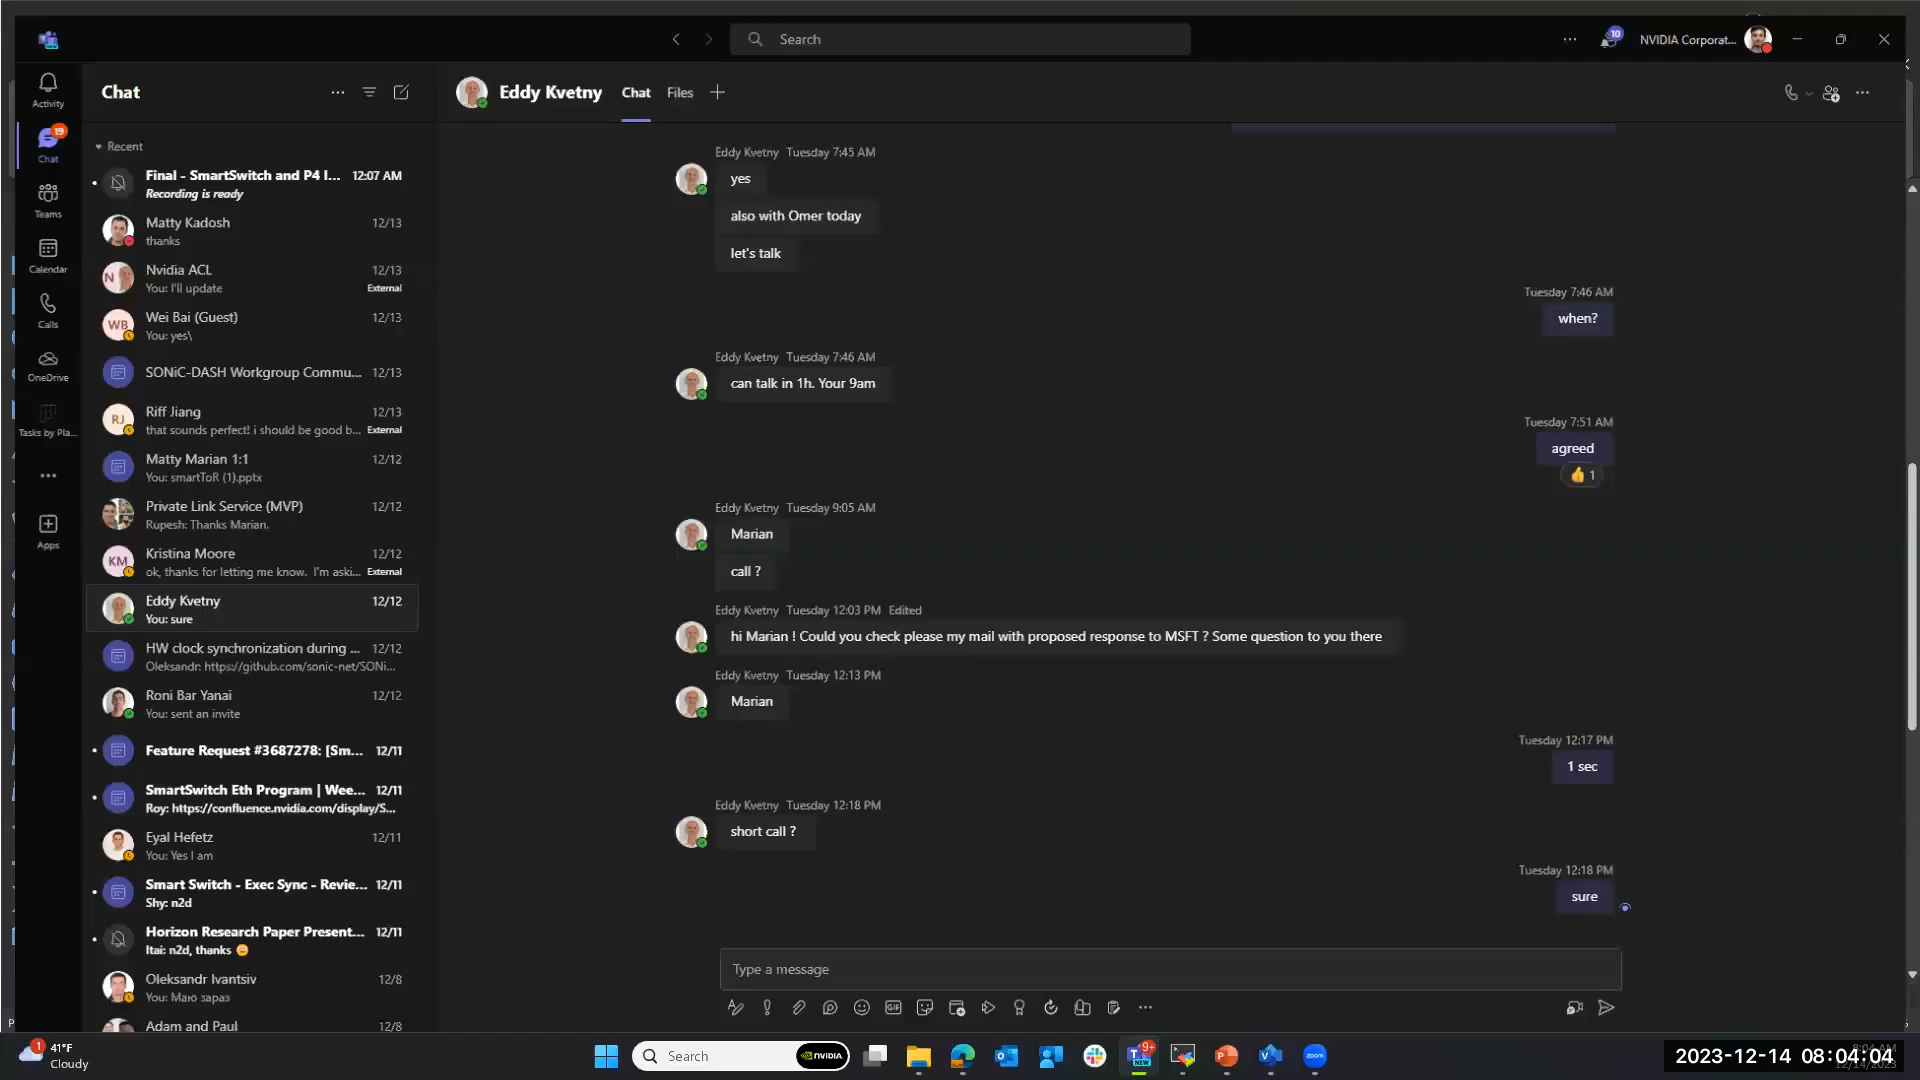 Search
10
NVIDIA Corporat...
Activity
19
Chat
Teams
Calendar
Calls
OneDrive
Tasks by Pla...
Apps
Chat
Recent
Final - SmartSwitch and P4 I... 12:07 AM
Recording is ready
Matty Kadosh 12/13
thanks
Nvidia ACL 12/13
You: I'll update External
WB
Wei Bai (Guest) 12/13
You: yes\
SONiC-DASH Workgroup Commu... 12/13
RJ
Riff Jiang 12/13
that sounds perfect! i should be good b... External
Matty Marian 1:1 12/12
You: smartToR (1).pptx
Private Link Service (MVP) 12/12
Rupesh: Thanks Marian.
KM
Kristina Moore 12/12
ok, thanks for letting me know. I'm aski... External
Eddy Kvetny 12/12
You: sure
HW clock synchronization during ... 12/12
Oleksandr: https://github.com/sonic-net/SONi...
Roni Bar Yanai 12/12
You: sent an invite
Feature Request #3687278: [Sm... 12/11
SmartSwitch Eth Program | Wee... 12/11
Roy: https://confluence.nvidia.com/display/S...
Eyal Hefetz 12/11
You: Yes I am
Smart Switch - Exec Sync - Revie... 12/11
Shy: n2d
Horizon Research Paper Present... 12/11
Itai: n2d, thanks 😊
Oleksandr Ivantsiv 12/8
You: Маю зараз
Adam and Paul 12/8
Eddy Kvetny Chat Files
Eddy Kvetny Tuesday 7:45 AM
yes
also with Omer today
let's talk
Tuesday 7:46 AM
when?
Eddy Kvetny Tuesday 7:46 AM
can talk in 1h. Your 9am
Tuesday 7:51 AM
agreed
👍 1
Eddy Kvetny Tuesday 9:05 AM
Marian
call ?
Eddy Kvetny Tuesday 12:03 PM Edited
hi Marian ! Could you check please my mail with proposed response to MSFT ? Some question to you there
Eddy Kvetny Tuesday 12:13 PM
Marian
Tuesday 12:17 PM
1 sec
Eddy Kvetny Tuesday 12:18 PM
short call ?
Tuesday 12:18 PM
sure
Type a message
GIF
1
41°F
Cloudy
Search
NVIDIA
9+
NEW
zoom
2023-12-14 08:04:04